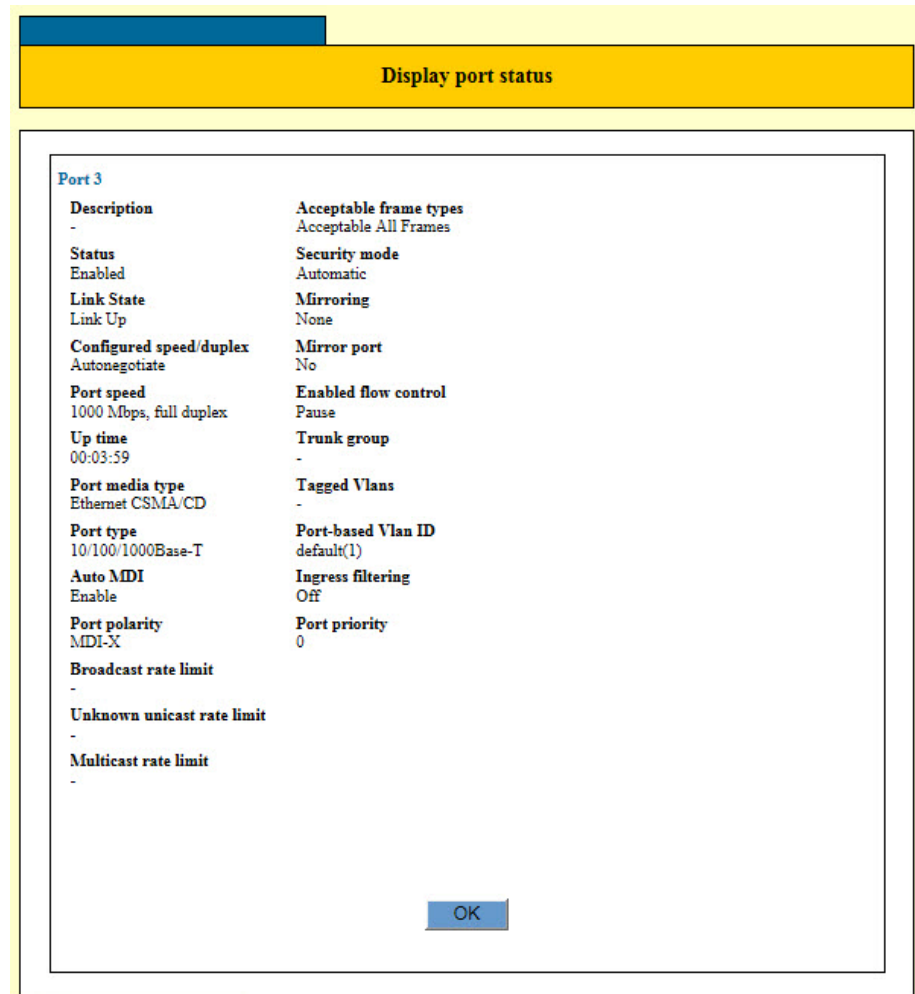 Display port status
Port 3
Description
-
Status
Enabled
Link State
Link Up
Configured speed/duplex
Autonegotiate
Port speed
1000 Mbps, full duplex
Up time
00:03:59
Port media type
Ethernet CSMA/CD
Port type
10/100/1000Base-T
Auto MDI
Enable
Port polarity
MDI-X
Broadcast rate limit
-
Unknown unicast rate limit
-
Multicast rate limit
-
Acceptable frame types
Acceptable All Frames
Security mode
Automatic
Mirroring
None
Mirror port
No
Enabled flow control
Pause
Trunk group
-
Tagged Vlans
-
Port-based Vlan ID
default(1)
Ingress filtering
Off
Port priority
0
OK